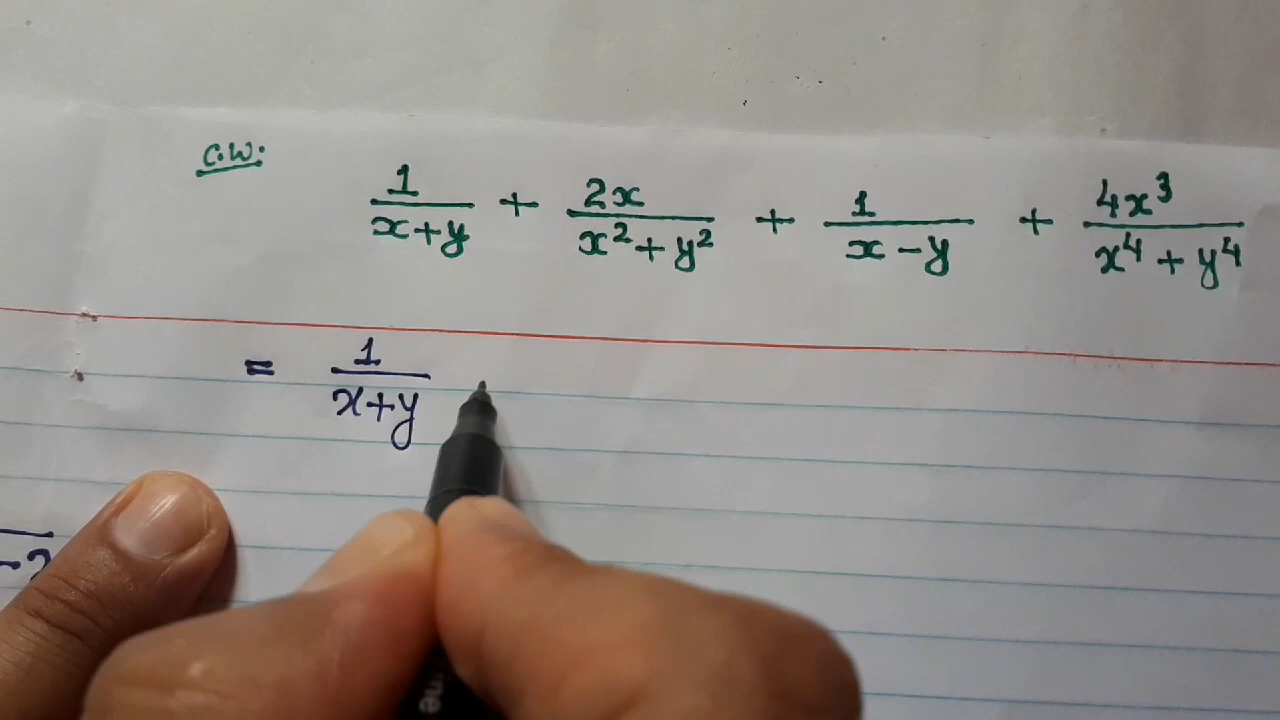 C.W.
1/(x+y) + 2x/(x²+y²) + 1/(x-y) + 4x³/(x⁴+y⁴)
= 1/(x+y)